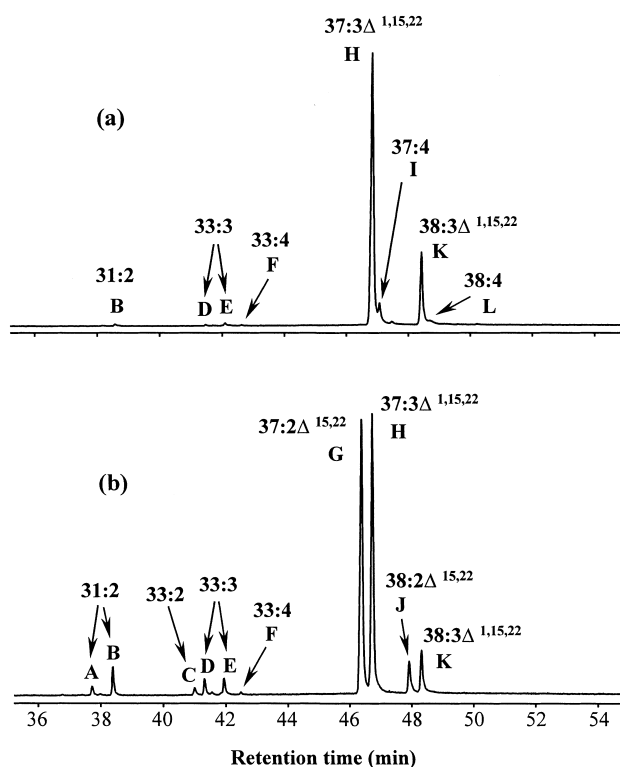 37:3Δ 1,15,22
H
(a)
37:4
I
33:3
33:4
F
38:3Δ 1,15,22
K
31:2
B
D E
38:4
L
37:3Δ 1,15,22
H
37:2Δ 15,22
G
(b)
38:2Δ 15,22
J
31:2
33:2
33:3
33:4
F
38:3Δ 1,15,22
K
A
B
C
D
E
36 38 40 42 44 46 48 50 52 54
Retention time (min)